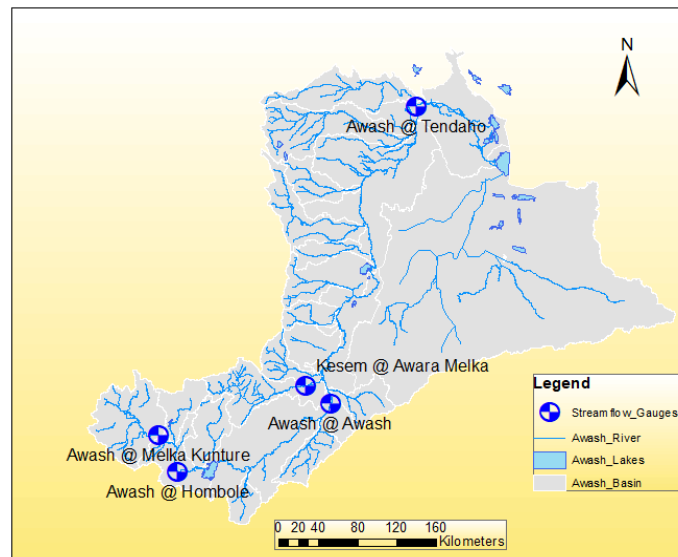 N
Awash @ Tendaho
Kesem @ Awara Melka
Awash @ Awash
Awash @ Melka Kunture
Awash @ Hombole
Legend
Streamflow_Gauges
Awash_River
Awash_Lakes
Awash_Basin
0 20 40 80 120 160
Kilometers